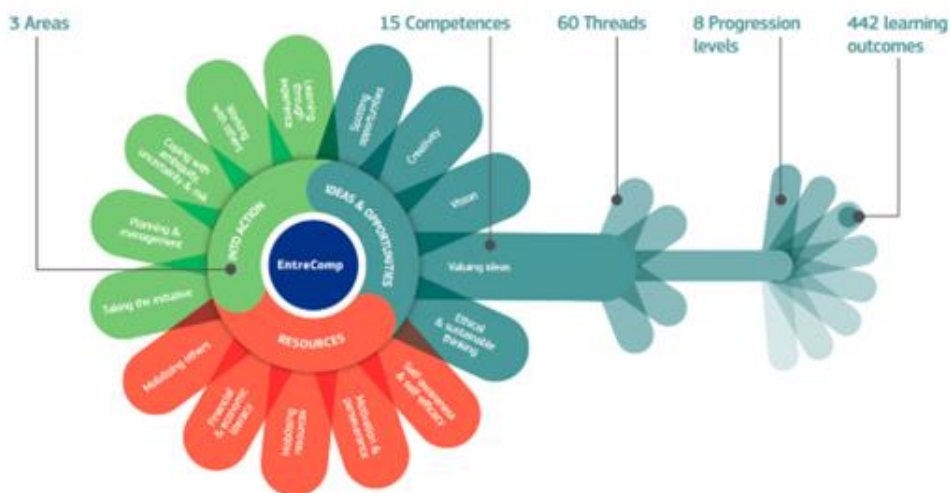 3 Areas
15 Competences
60 Threads
8 Progression
levels
442 learning
outcomes
Learning
through
experience
Spotting
opportunities
Creativity
Vision
Valuing ideas
Ethical
& sustainable
thinking
Self-awareness
& self-efficacy
Motivation &
perseverance
Mobilising
resources
Financial
& economic
literacy
Mobilising others
Taking the initiative
Planning &
management
Coping with
ambiguity,
uncertainty & risk
others
INTO ACTION
IDEAS & OPPORTUNITIES
RESOURCES
EntreComp